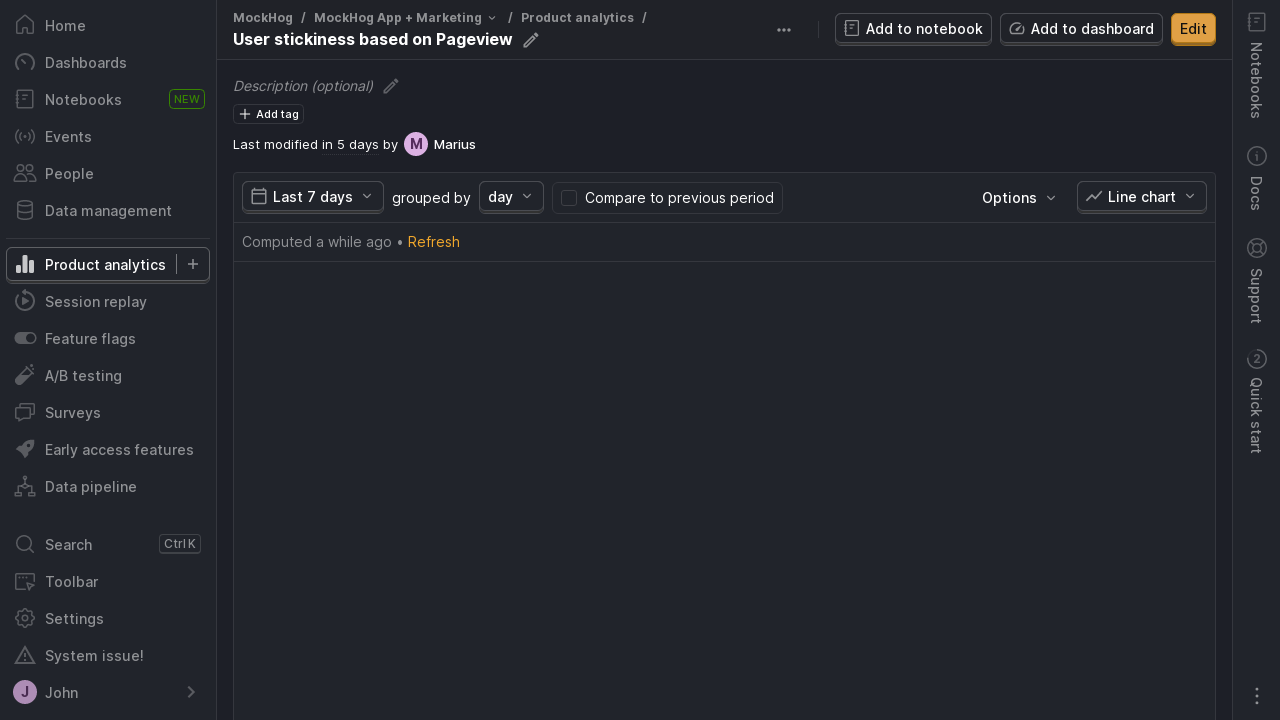 Home
Dashboards
Notebooks NEW
Events
People
Data management
Product analytics
Session replay
Feature flags
A/B testing
Surveys
Early access features
Data pipeline
Search Ctrl K
Toolbar
Settings
System issue!
J John
MockHog / MockHog App + Marketing / Product analytics /
User stickiness based on Pageview
Add to notebook Add to dashboard Edit
Description (optional)
Add tag
Last modified in 5 days by M Marius
Last 7 days grouped by day Compare to previous period Options Line chart
Computed a while ago • Refresh
Notebooks
Docs
Support
2 Quick start